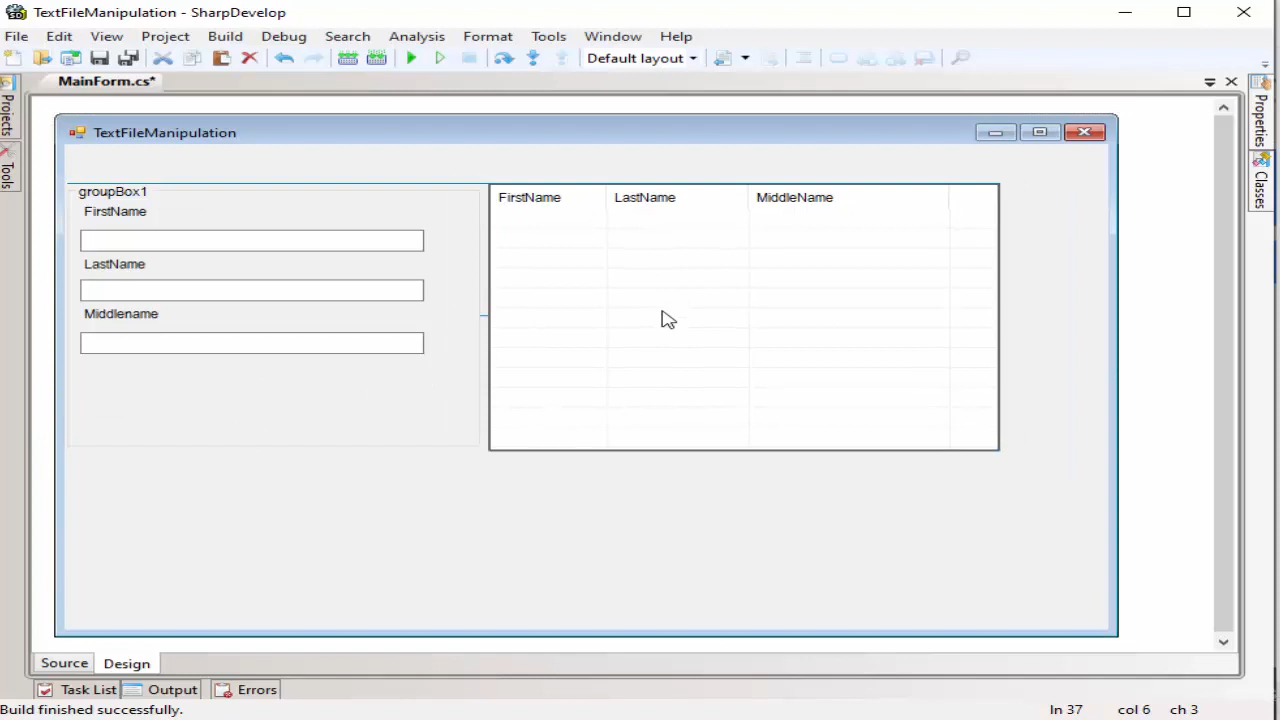 TextFileManipulation - SharpDevelop
File Edit View Project Build Debug Search Analysis Format Tools Window Help
Default layout
MainForm.cs*
Projects
Tools
Properties
Classes
TextFileManipulation
groupBox1
FirstName
LastName
Middlename
FirstName LastName MiddleName
Source Design
Task List Output Errors
Build finished successfully. ln 37 col 6 ch 3